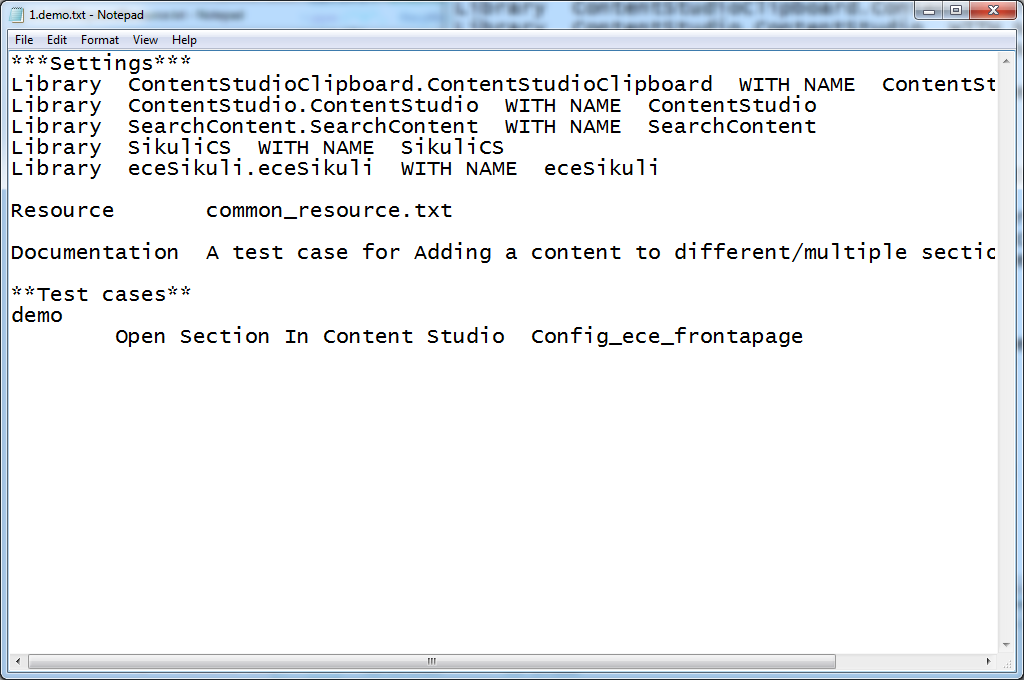 1.demo.txt - Notepad
File Edit Format View Help
***Settings***
Library  ContentStudioClipboard.ContentStudioClipboard  WITH NAME  ContentSt
Library  ContentStudio.ContentStudio  WITH NAME  ContentStudio
Library  SearchContent.SearchContent  WITH NAME  SearchContent
Library  SikuliCS  WITH NAME  SikuliCS
Library  eceSikuli.eceSikuli  WITH NAME  eceSikuli
Resource       common_resource.txt
Documentation  A test case for Adding a content to different/multiple sectio
**Test cases**
demo
        Open Section In Content Studio  Config_ece_frontapage